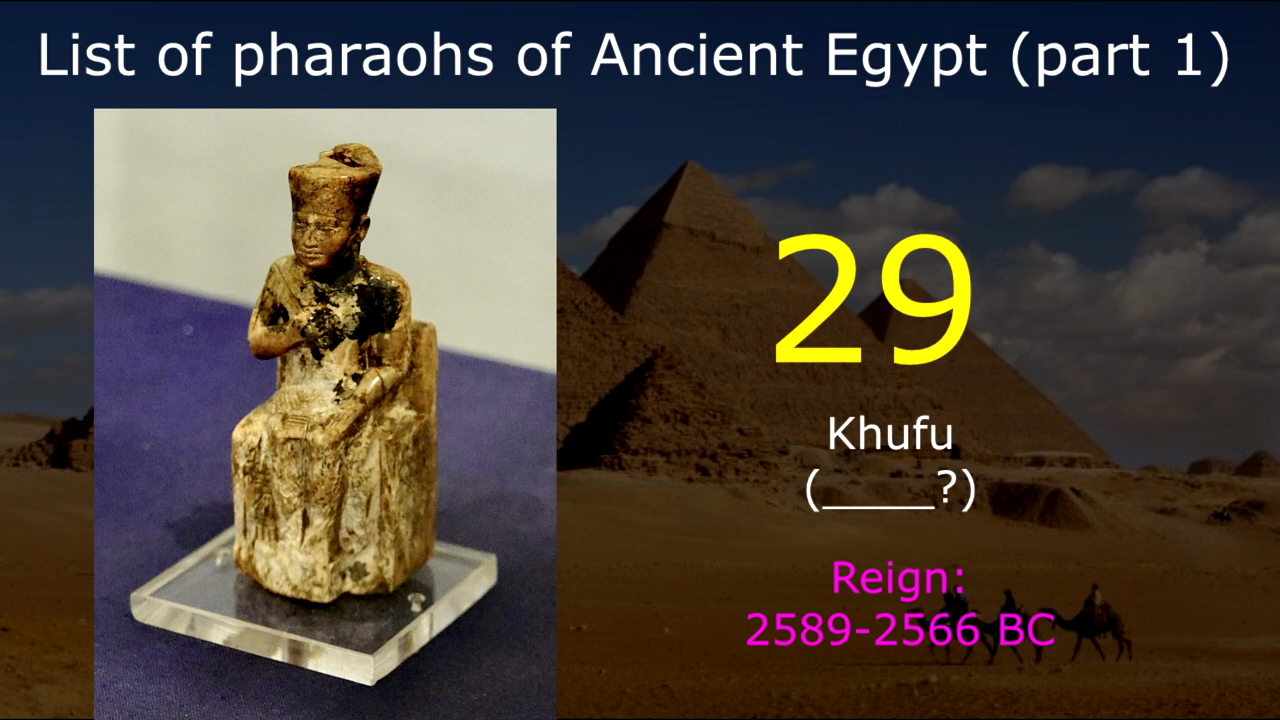 List of pharaohs of Ancient Egypt (part 1)
29
Khufu
(_____?)
Reign:
2589-2566 BC